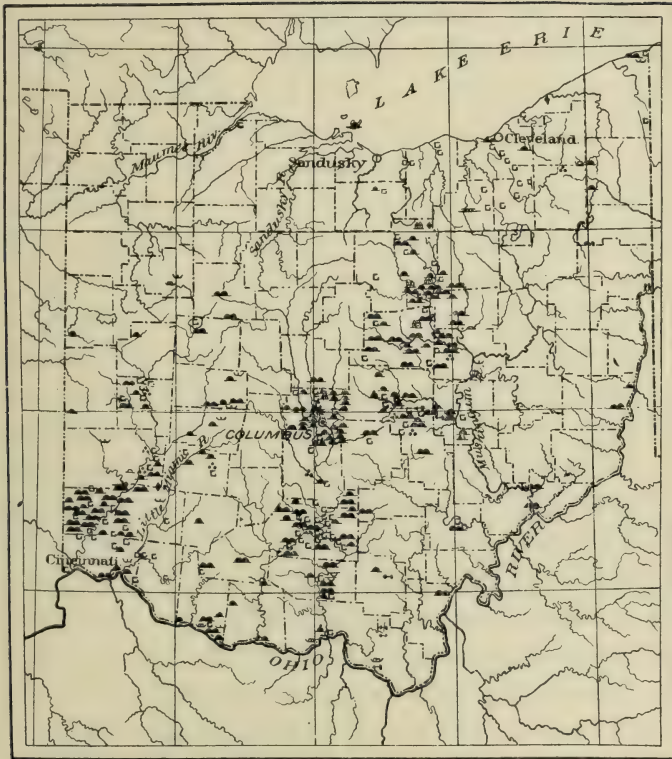 LAKE ERIE
Cleveland
Maumee Riv
Sandusky
Sandusky R
COLUMBUS
Muskingum R
Little Miami R
Cincinnati
RIVER
OHIO